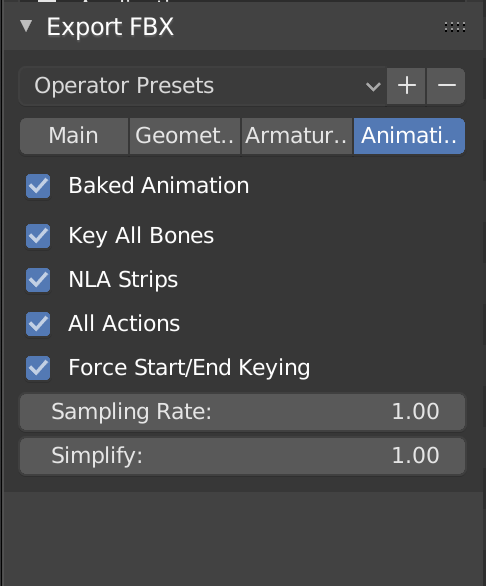 Export FBX
Operator Presets
Main Geomet.. Armatur.. Animati..
Baked Animation
Key All Bones
NLA Strips
All Actions
Force Start/End Keying
Sampling Rate: 1.00
Simplify: 1.00